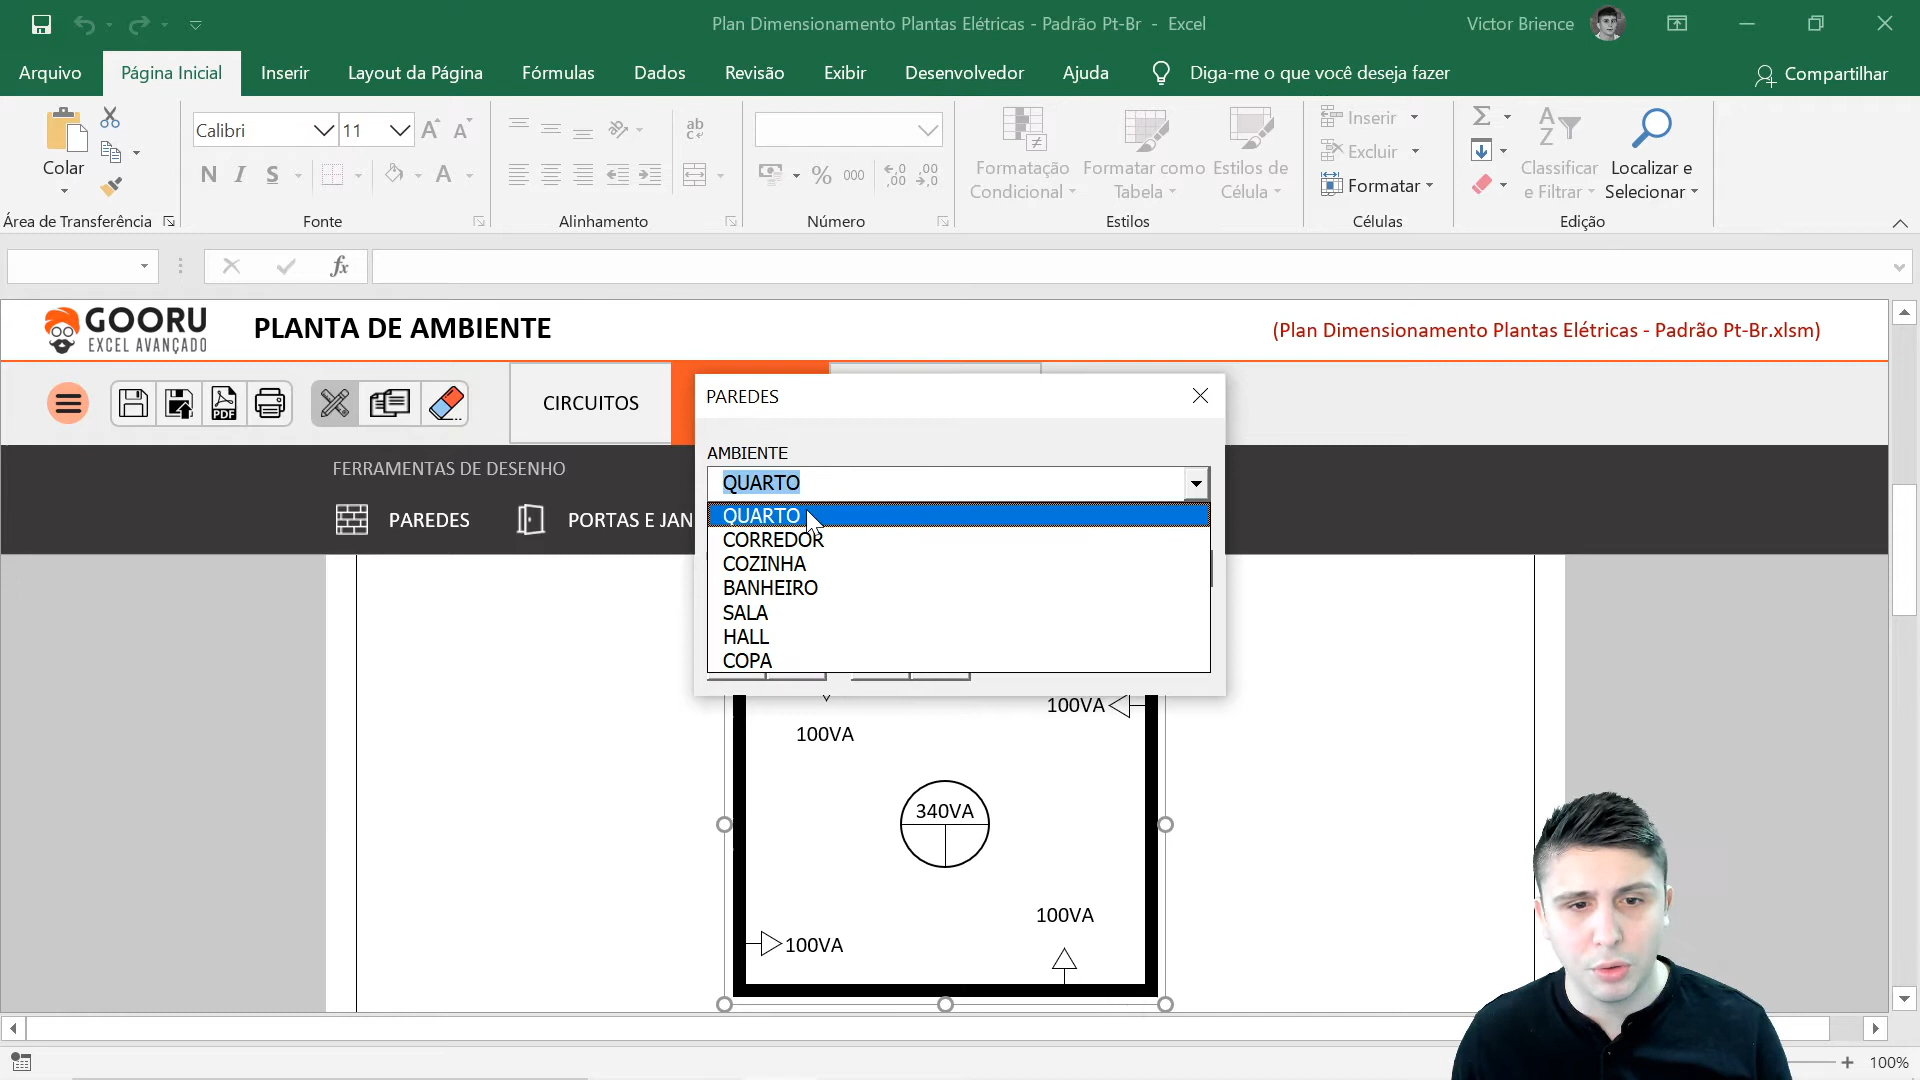 Plan Dimensionamento Plantas Elétricas - Padrão Pt-Br - Excel
Victor Brience
Arquivo
Página Inicial
Inserir
Layout da Página
Fórmulas
Dados
Revisão
Exibir
Desenvolvedor
Ajuda
Diga-me o que você deseja fazer
Compartilhar
Colar
Calibri
11
N I S
A
ab
c
% 000
,00
Formatação
Condicional
Formatar como
Tabela
Estilos de
Célula
Inserir
Excluir
Formatar
Classificar
e Filtrar
Localizar e
Selecionar
Área de Transferência
Fonte
Alinhamento
Número
Estilos
Células
Edição
fx
GOORU
EXCEL AVANÇADO
PLANTA DE AMBIENTE
(Plan Dimensionamento Plantas Elétricas - Padrão Pt-Br.xlsm)
PDF
CIRCUITOS
PAREDES
FERRAMENTAS DE DESENHO
PAREDES
PORTAS E JAN
AMBIENTE
QUARTO
QUARTO
CORREDOR
COZINHA
BANHEIRO
SALA
HALL
COPA
100VA
100VA
340VA
100VA
100VA
100%